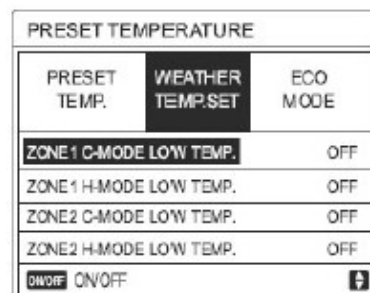 PRESET TEMPERATURE
PRESET TEMP.
WEATHER TEMP.SET
ECO MODE
ZONE1 C-MODE LOW TEMP. OFF
ZONE1 H-MODE LOW TEMP. OFF
ZONE2 C-MODE LOW TEMP. OFF
ZONE2 H-MODE LOW TEMP. OFF
ON/OFF ON/OFF